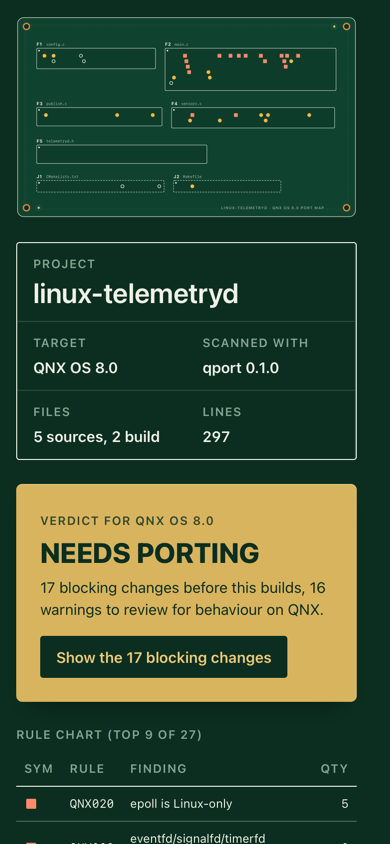 F1 config.c
F2 main.c
F3 publish.c
F4 sensors.c
F5 telemetryd.h
J1 CMakeLists.txt
J2 Makefile
LINUX-TELEMETRYD · QNX OS 8.0 PORT MAP
PROJECT
linux-telemetryd
TARGET
SCANNED WITH
QNX OS 8.0
qport 0.1.0
FILES
LINES
5 sources, 2 build
297
VERDICT FOR QNX OS 8.0
NEEDS PORTING
17 blocking changes before this builds, 16
warnings to review for behaviour on QNX.
Show the 17 blocking changes
RULE CHART (TOP 9 OF 27)
SYM RULE FINDING QTY
QNX020 epoll is Linux-only 5
eventfd/signalfd/timerfd